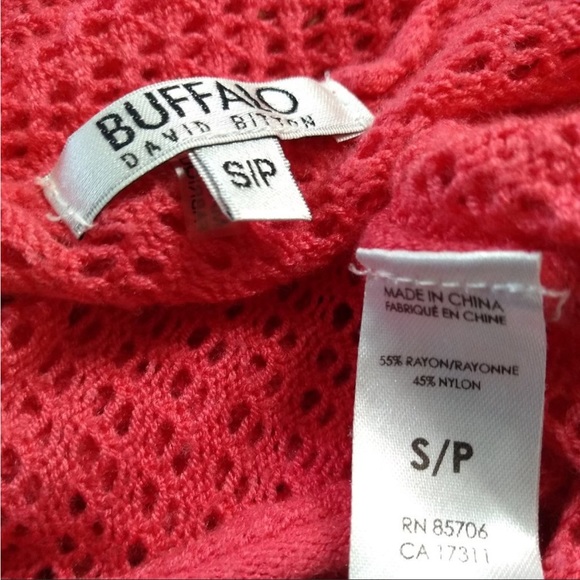 BUFFALO
DAVID BITTON
S/P
MADE IN CHINA
FABRIQUÉ EN CHINE
55% RAYON/RAYONNE
45% NYLON
S/P
RN 85706
CA 17311